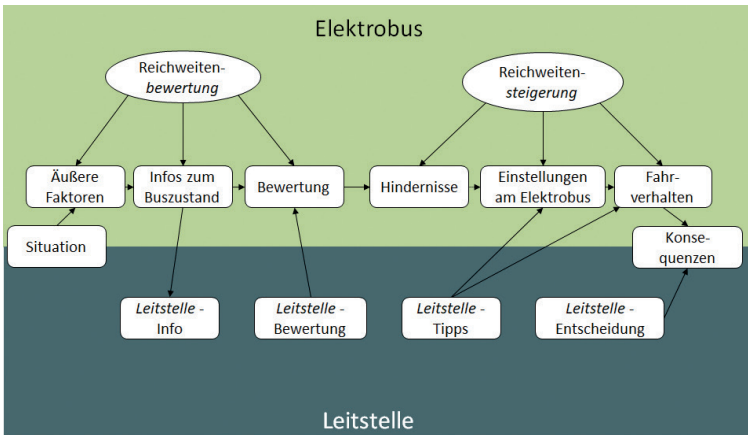 Elektrobus
Reichweiten-
bewertung
Reichweiten-
steigerung
Äußere
Faktoren
Infos zum
Buszustand
Bewertung
Hindernisse
Einstellungen
am Elektrobus
Fahr-
verhalten
Situation
Konse-
quenzen
Leitstelle -
Info
Leitstelle -
Bewertung
Leitstelle -
Tipps
Leitstelle -
Entscheidung
Leitstelle